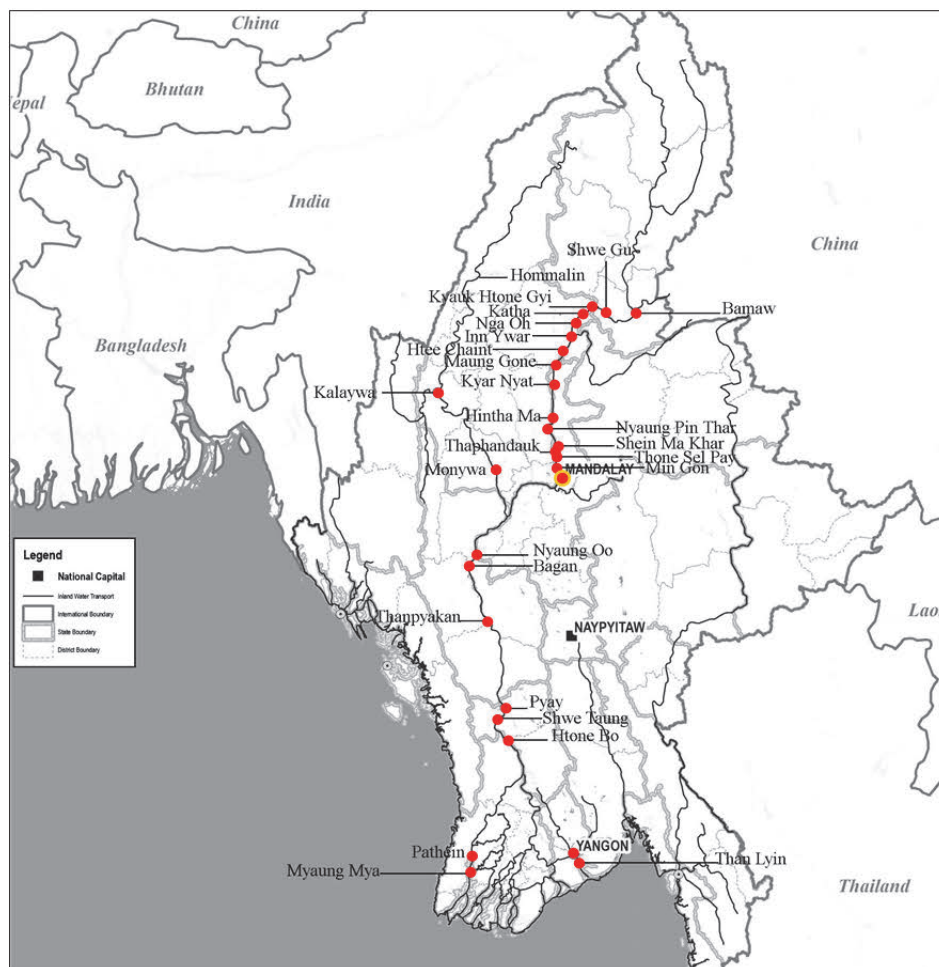 China
Nepal
Bhutan
India
China
Shwe Gu
Hommalin
Kyauk Htone Gyi
Katha
Bamaw
Nga Oh
Inn Ywar
Htee Chaint
Bangladesh
Maung Gone
Kyar Nyat
Kalaywa
Hintha Ma
Nyaung Pin Thar
Thaphandauk
Shein Ma Khar
Thone Sel Pay
Monywa
MANDALAY
Min Gon
Nyaung Oo
Bagan
Legend
National Capital
Inland Water Transport
International Boundary
State Boundary
District Boundary
Thanpyakan
NAYPYITAW
Pyay
Shwe Taung
Htone Bo
YANGON
Pathein
Than Lyin
Myaung Mya
Thailand